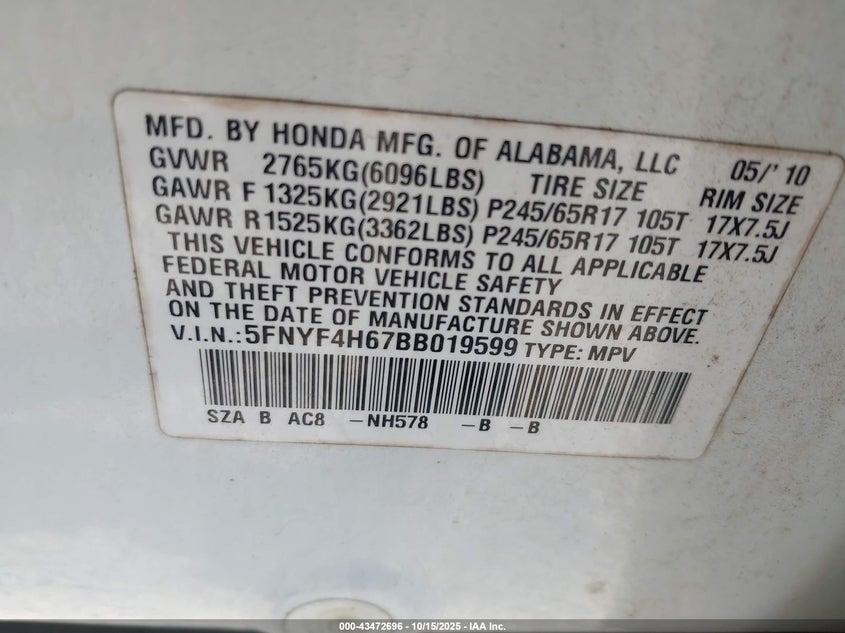 MFD. BY HONDA MFG. OF ALABAMA, LLC 05/' 10
GVWR 2765KG(6096LBS) TIRE SIZE RIM SIZE
GAWR F 1325KG(2921LBS) P245/65R17 105T 17X7.5J
GAWR R1525KG(3362LBS) P245/65R17 105T 17X7.5J
THIS VEHICLE CONFORMS TO ALL APPLICABLE
FEDERAL MOTOR VEHICLE SAFETY
AND THEFT PREVENTION STANDARDS IN EFFECT
ON THE DATE OF MANUFACTURE SHOWN ABOVE.
V.I.N.: 5FNYF4H67BB019599 TYPE: MPV
SZA B AC8 -NH578 -B -B
000-43472696 - 10/15/2025 - IAA Inc.